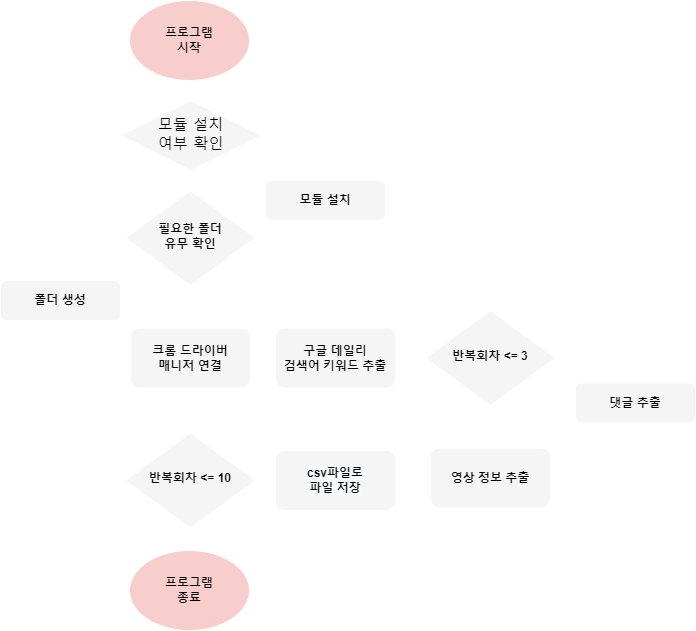 프로그램
시작
모듈 설치
여부 확인
모듈 설치
필요한 폴더
유무 확인
폴더 생성
크롬 드라이버
매니저 연결
구글 데일리
검색어 키워드 추출
반복회차 <= 3
댓글 추출
반복회차 <= 10
csv파일로
파일 저장
영상 정보 추출
프로그램
종료